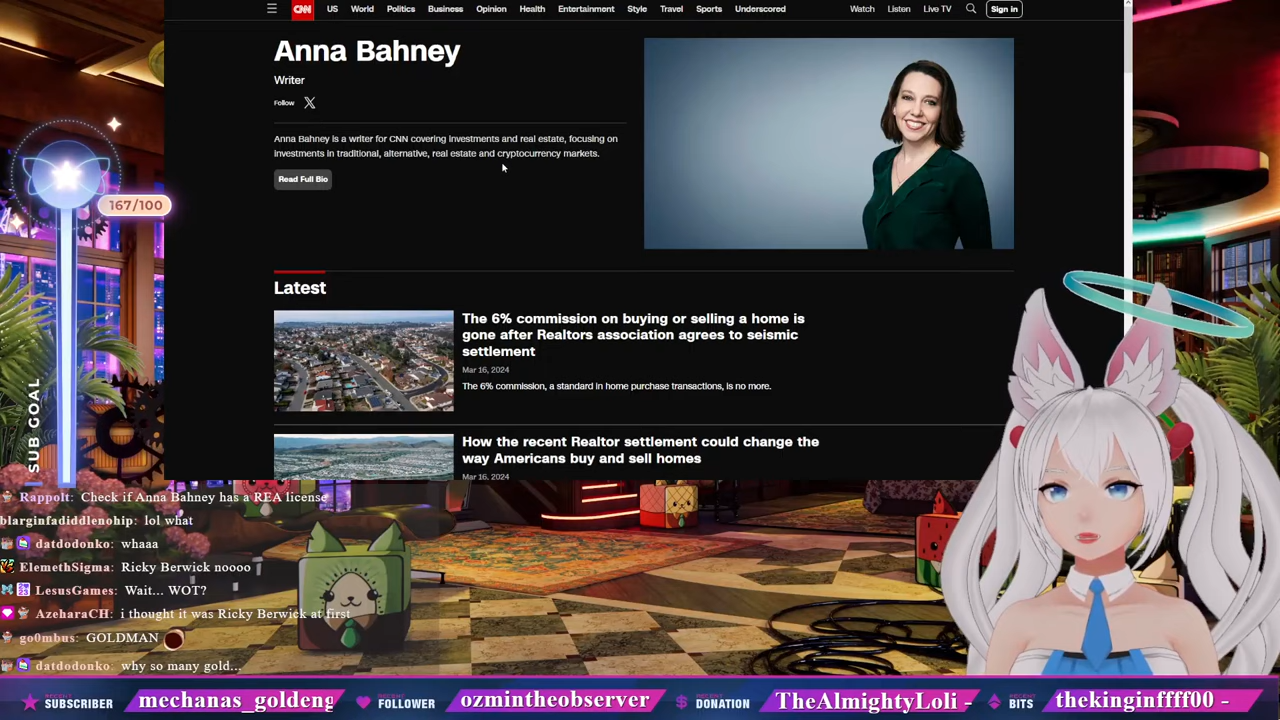 CNN US World Politics Business Opinion Health Entertainment Style Travel Sports Underscored Watch Listen Live TV Sign in
Anna Bahney
Writer
Follow X
Anna Bahney is a writer for CNN covering investments and real estate, focusing on
investments in traditional, alternative, real estate and cryptocurrency markets.
Read Full Bio
167/100
SUB GOAL
Latest
The 6% commission on buying or selling a home is
gone after Realtors association agrees to seismic
settlement
Mar 16, 2024
The 6% commission, a standard in home purchase transactions, is no more.
How the recent Realtor settlement could change the
way Americans buy and sell homes
Mar 16, 2024
Rappolt: Check if Anna Bahney has a REA license
blarginfadiddlenohip: lol what
datdodonko: whaaa
ElemethSigma: Ricky Berwick noooo
LesusGames: Wait... WOT?
AzeharaCH: i thought it was Ricky Berwick at first
go0mbus: GOLDMAN
datdodonko: why so many gold...
RECENT
SUBSCRIBER
mechanas_goldeng
RECENT
FOLLOWER
ozmintheobserver
RECENT
DONATION
TheAlmightyLoli -
RECENT
BITS
thekinginffff00 -